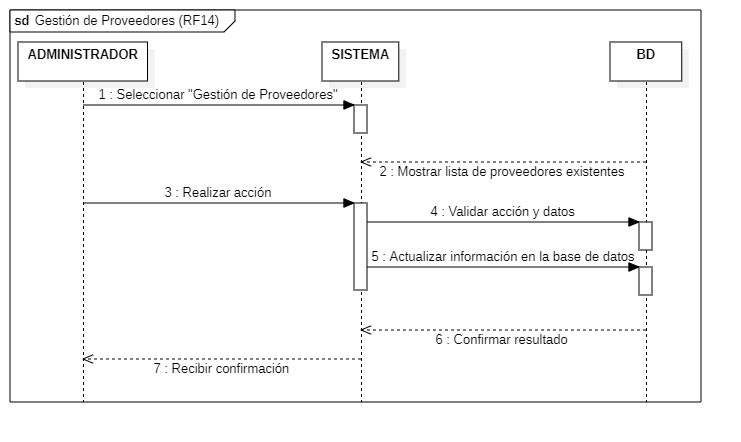 sd Gestión de Proveedores (RF14)
ADMINISTRADOR
SISTEMA
BD
1 : Seleccionar "Gestión de Proveedores"
2 : Mostrar lista de proveedores existentes
3 : Realizar acción
4 : Validar acción y datos
5 : Actualizar información en la base de datos
6 : Confirmar resultado
7 : Recibir confirmación